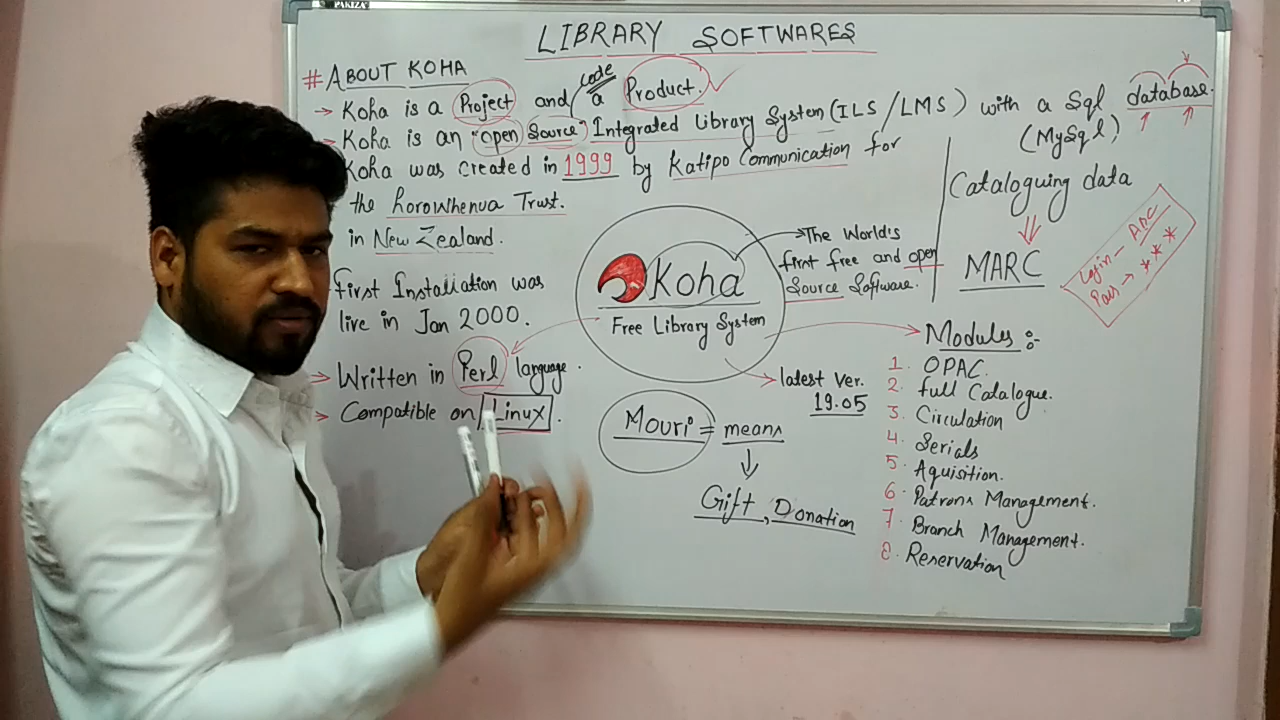 PAKIZA
LIBRARY SOFTWARES
# ABOUT KOHA
code
→ Koha is a Project and a Product. ✓
→ Koha is an "open Source" Integrated Library System (ILS / LMS) with a Sql database.
(MySql)
Koha was created in 1999 by Katipo Communication for
the horowhenua Trust.
in New Zealand.
first Installation was
live in Jan 2000.
→ Written in Perl language.
→ Compatible on Linux.
Koha
Free Library System
→ The World's
first free and open
Source Software.
→ latest Ver.
19.05
Mouri = means
Gift, Donation
Cataloguing data
MARC
Login - ABC
Pass → ***
Modules :-
1. OPAC.
2. full Catalogue.
3. Circulation
4. Serials
5. Aquisition.
6. Patrons Management.
7. Branch Management.
8. Reservation